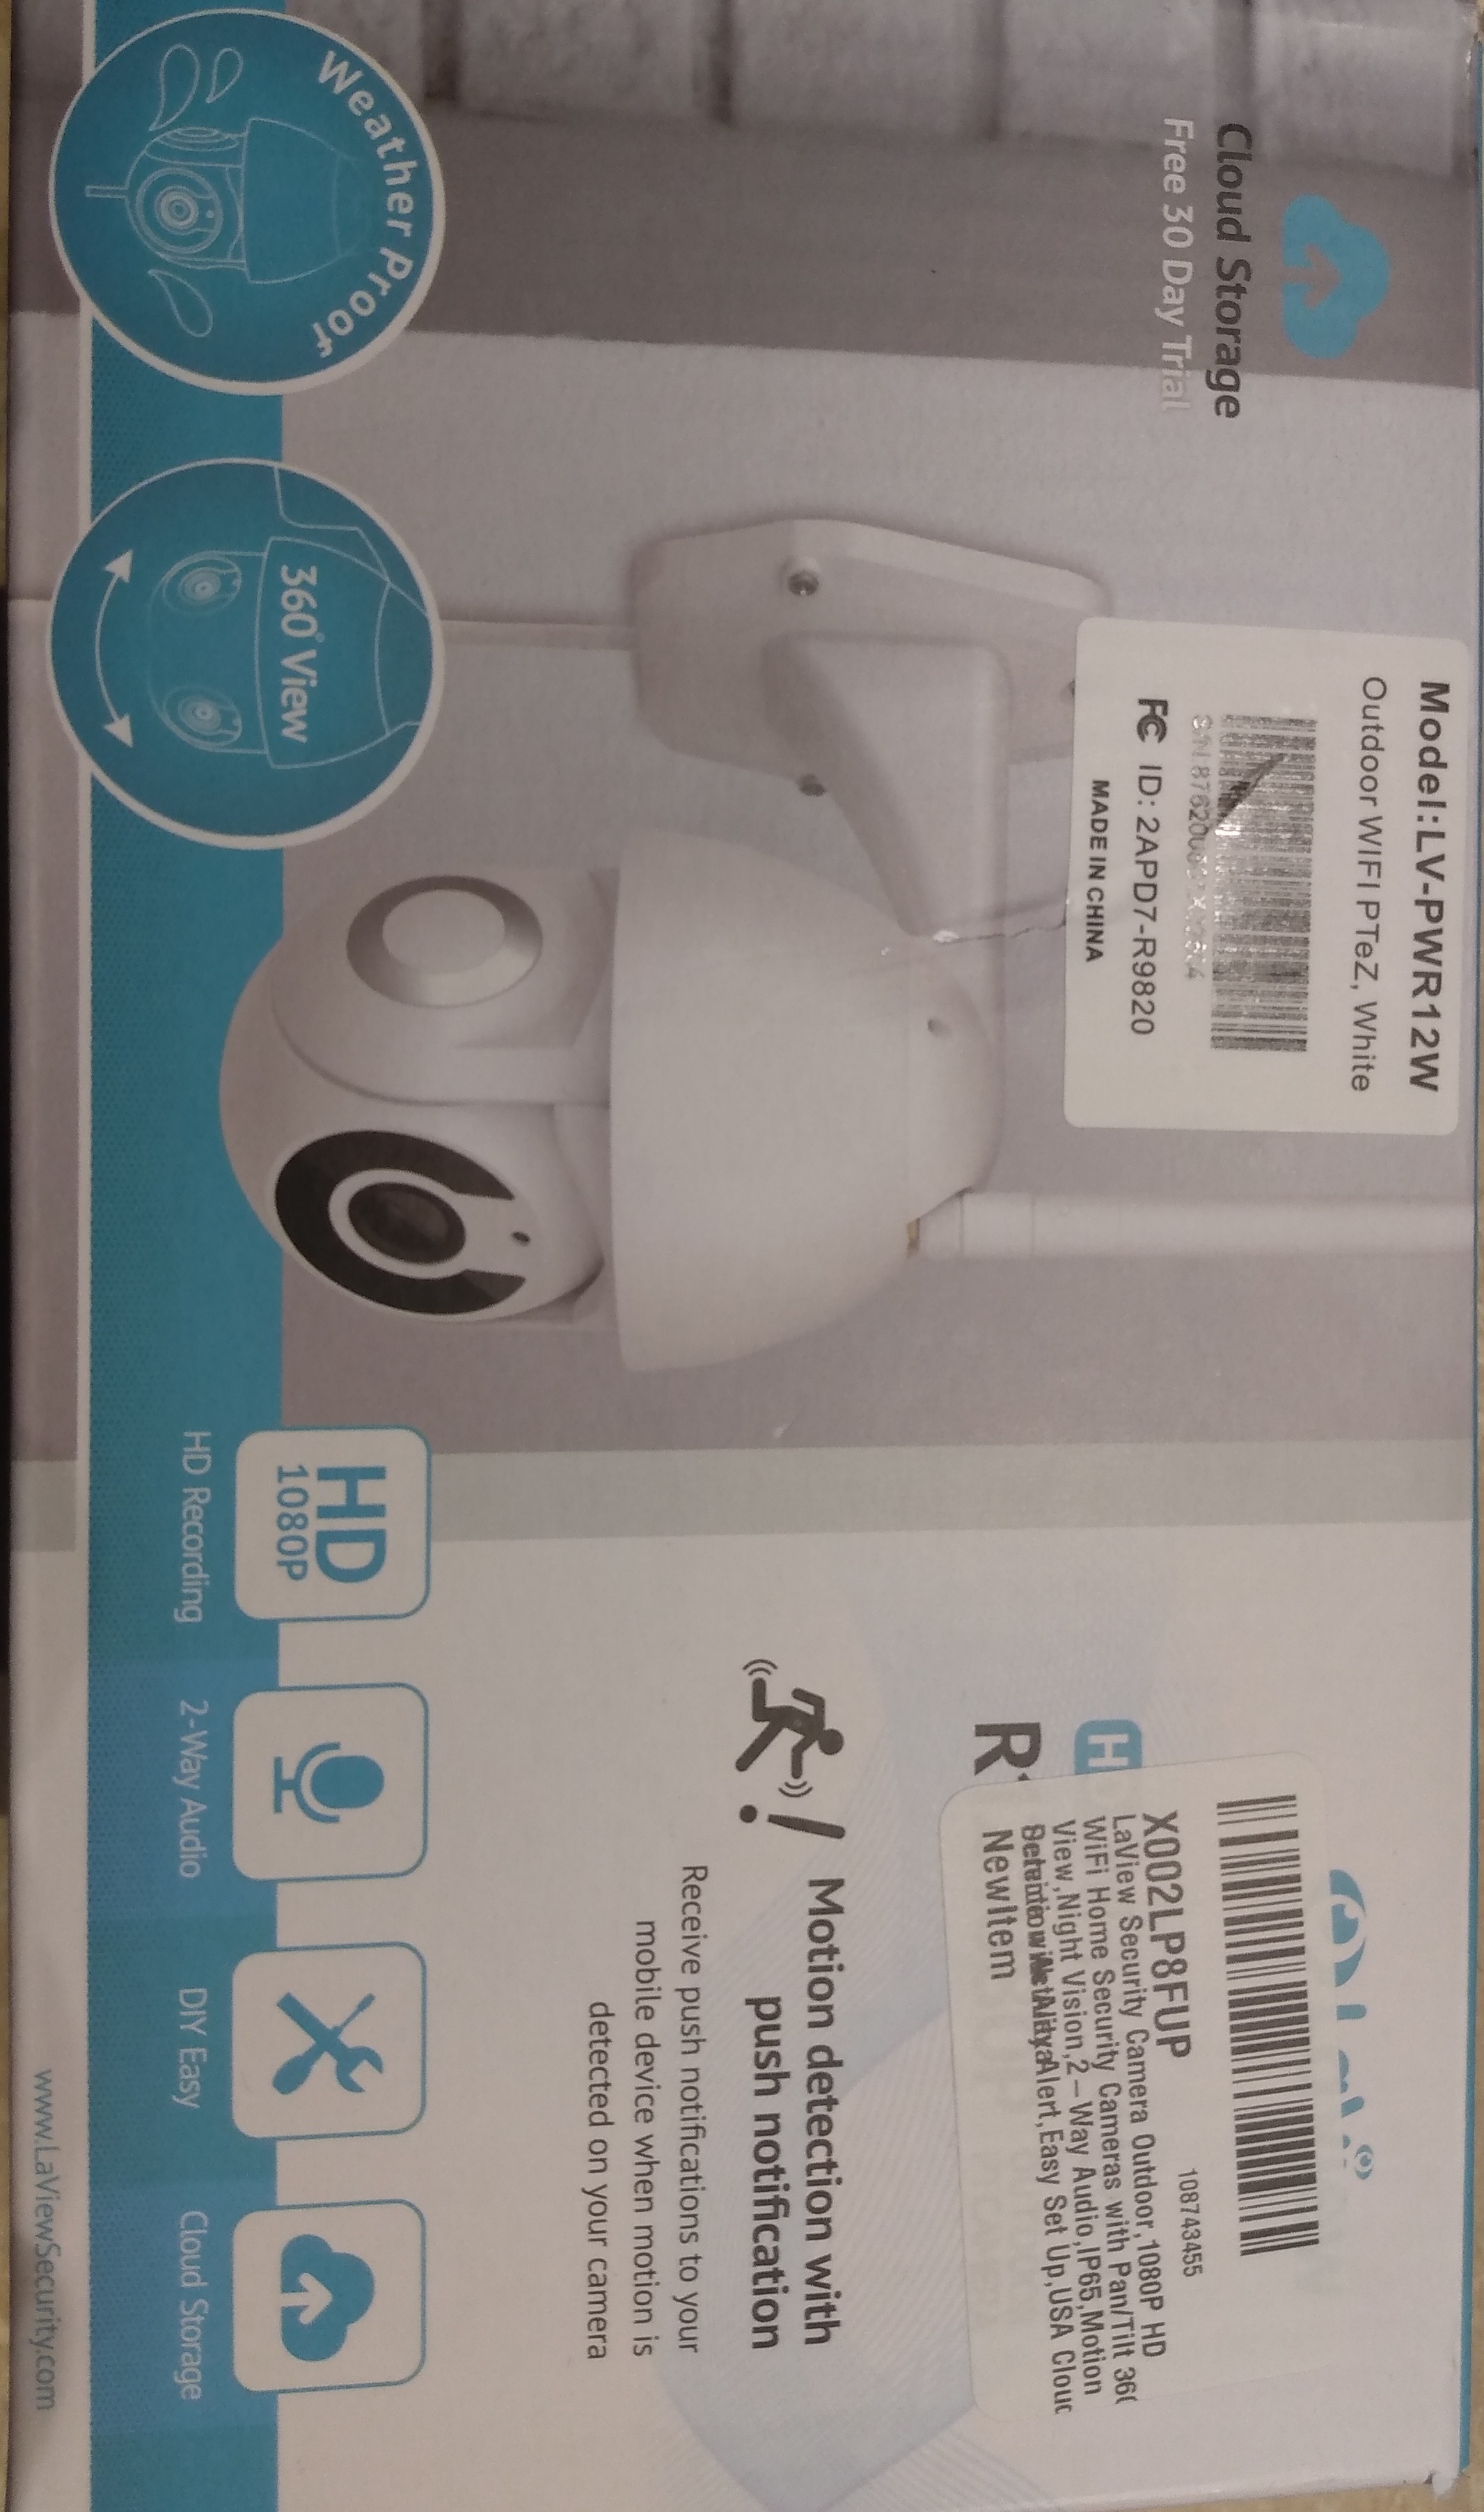 Cloud Storage
Free 30 Day Trial
Model:LV-PWR12W
Outdoor WIFI PTeZ, White
FC ID: 2APD7-R9820
MADE IN CHINA
X002LP8FUP 108743455
LaView Security Camera Outdoor,1080P HD
WiFi Home Security Cameras with Pan/Tilt 360
View,Night Vision,2-Way Audio,IP65,Motion
Alert,Easy Set Up,USA Clouc
NewItem
H
R
Motion detection with
push notification
Receive push notifications to your
mobile device when motion is
detected on your camera
Weather Proof
360° View
HD
1080P
HD Recording
2-Way Audio
DIY Easy
Cloud Storage
www.LaViewSecurity.com